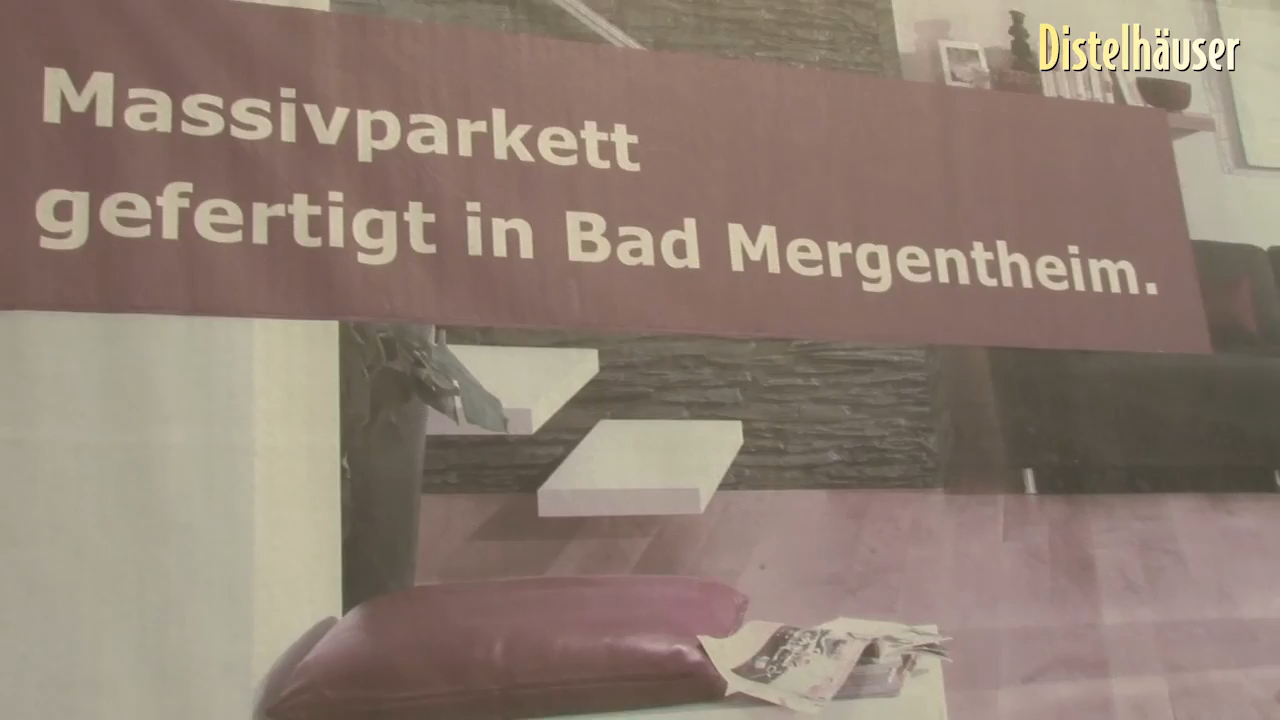 Distelhäuser
Massivparkett
gefertigt in Bad Mergentheim.